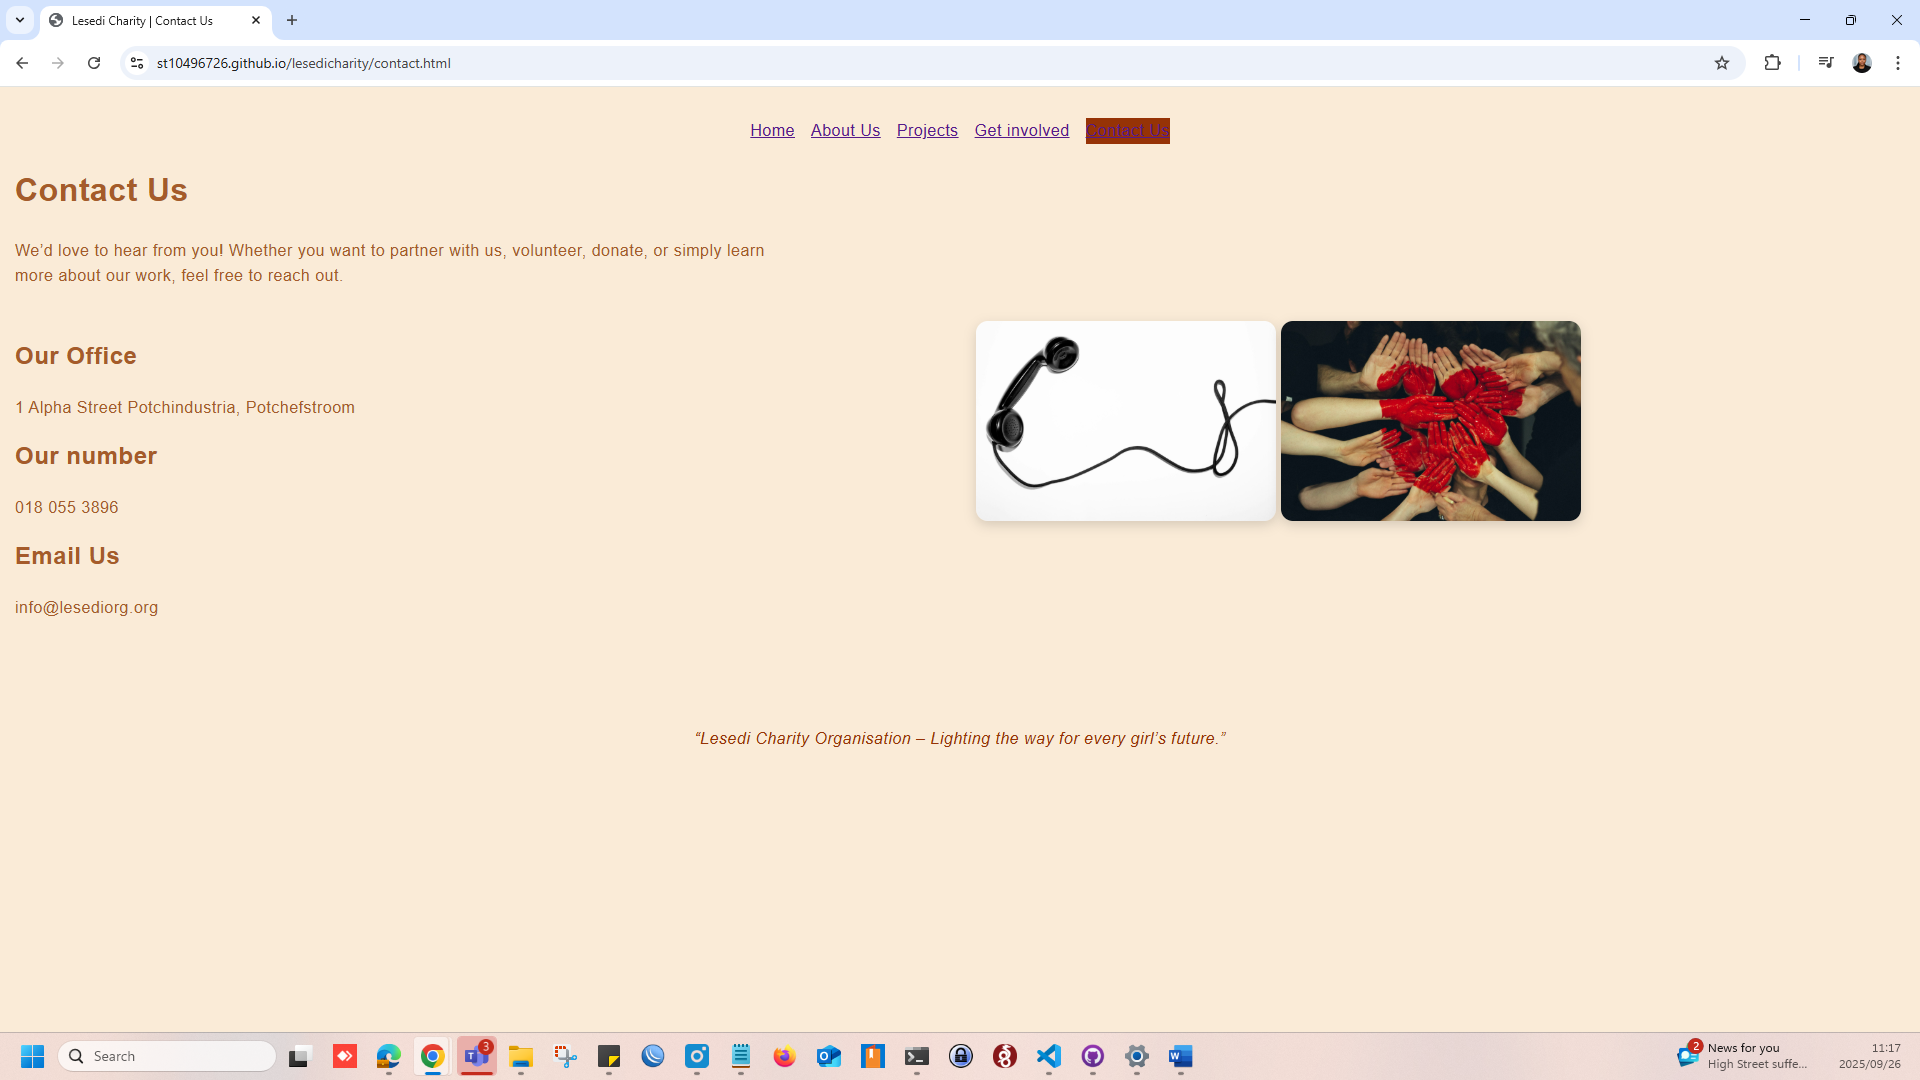 Lesedi Charity | Contact Us
st10496726.github.io/lesedicharity/contact.html
Home About Us Projects Get involved Contact Us
Contact Us
We’d love to hear from you! Whether you want to partner with us, volunteer, donate, or simply learn
more about our work, feel free to reach out.
Our Office
1 Alpha Street Potchindustria, Potchefstroom
Our number
018 055 3896
Email Us
info@lesediorg.org
“Lesedi Charity Organisation – Lighting the way for every girl’s future.”
Search
3
2
News for you
High Street suffe...
11:17
2025/09/26